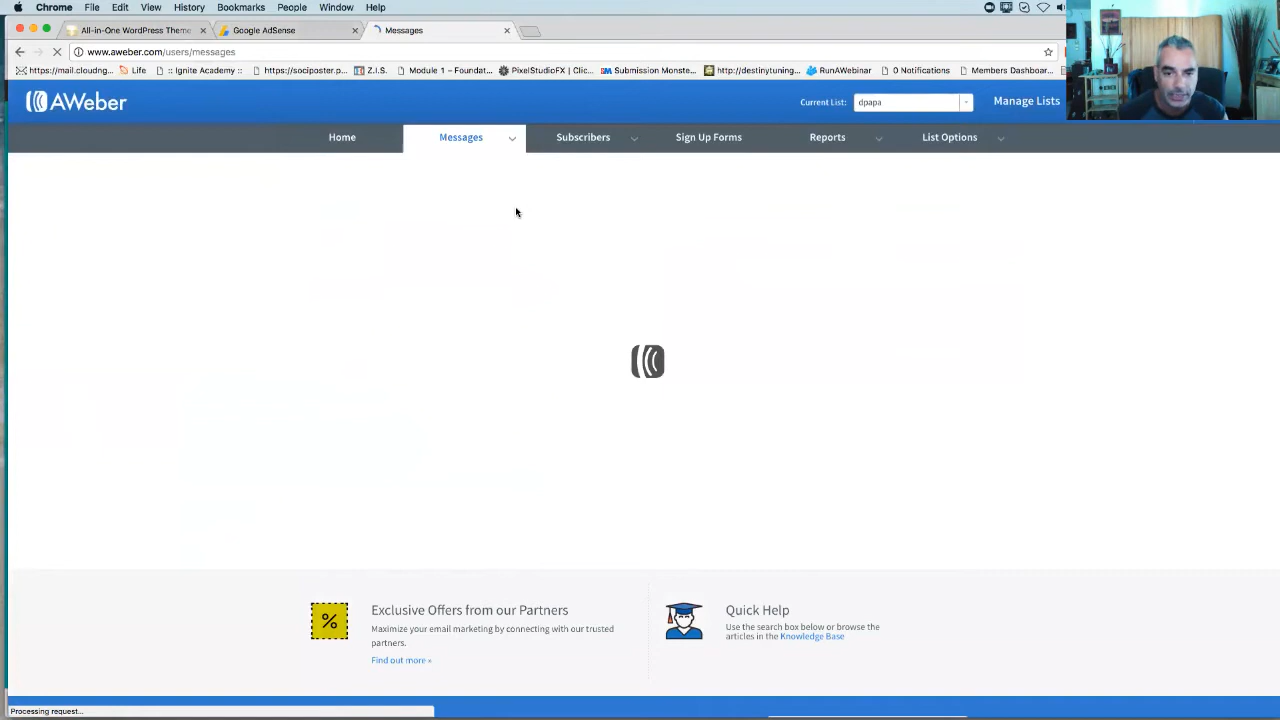 Chrome File Edit View History Bookmarks People Window Help
All-in-One WordPress Theme
Google AdSense
Messages
www.aweber.com/users/messages
https://mail.cloudng...
Life
:: Ignite Academy ::
https://sociposter.p...
Z.I.S.
Module 1 – Foundat...
PixelStudioFX | Clic...
Submission Monste...
http://destinytuning...
RunAWebinar
0 Notifications
Members Dashboar...
AWeber
Current List:
dpapa
Manage Lists
Home
Messages
Subscribers
Sign Up Forms
Reports
List Options
%
Exclusive Offers from our Partners
Maximize your email marketing by connecting with our trusted
partners.
Find out more »
Quick Help
Use the search box below or browse the
articles in the Knowledge Base
Processing request...